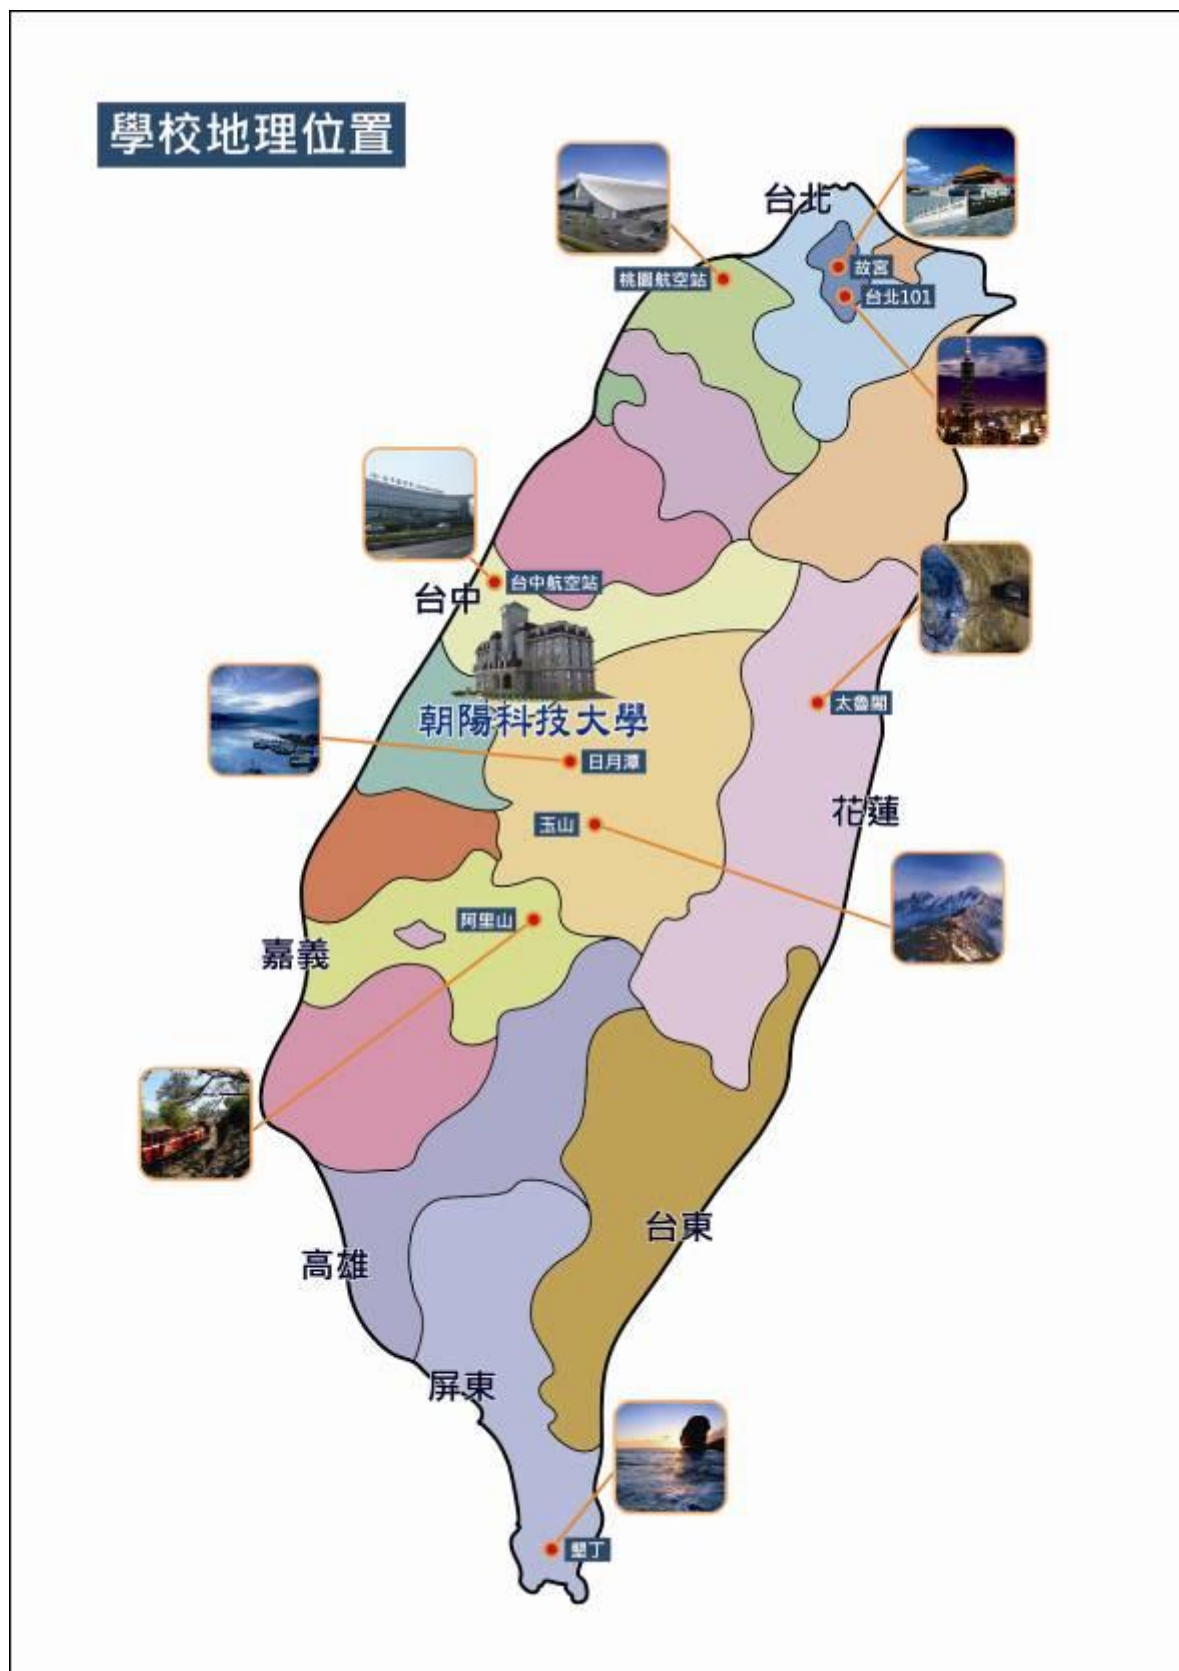 學校地理位置
台北
故宮
桃園航空站
台北101
台中航空站
台中
太魯閣
朝陽科技大學
日月潭
花蓮
玉山
阿里山
嘉義
台東
高雄
屏東
墾丁